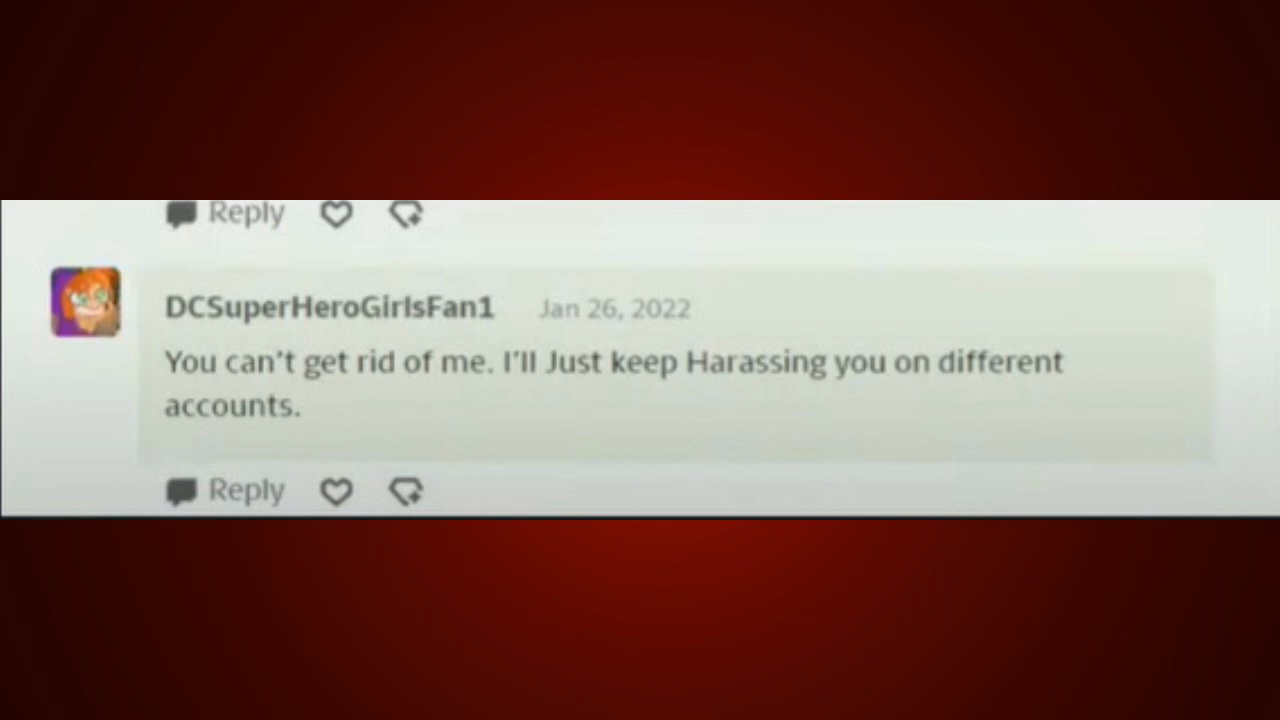 Reply
DCSuperHeroGirlsFan1 Jan 26, 2022
You can't get rid of me. I'll Just keep Harassing you on different
accounts.
Reply